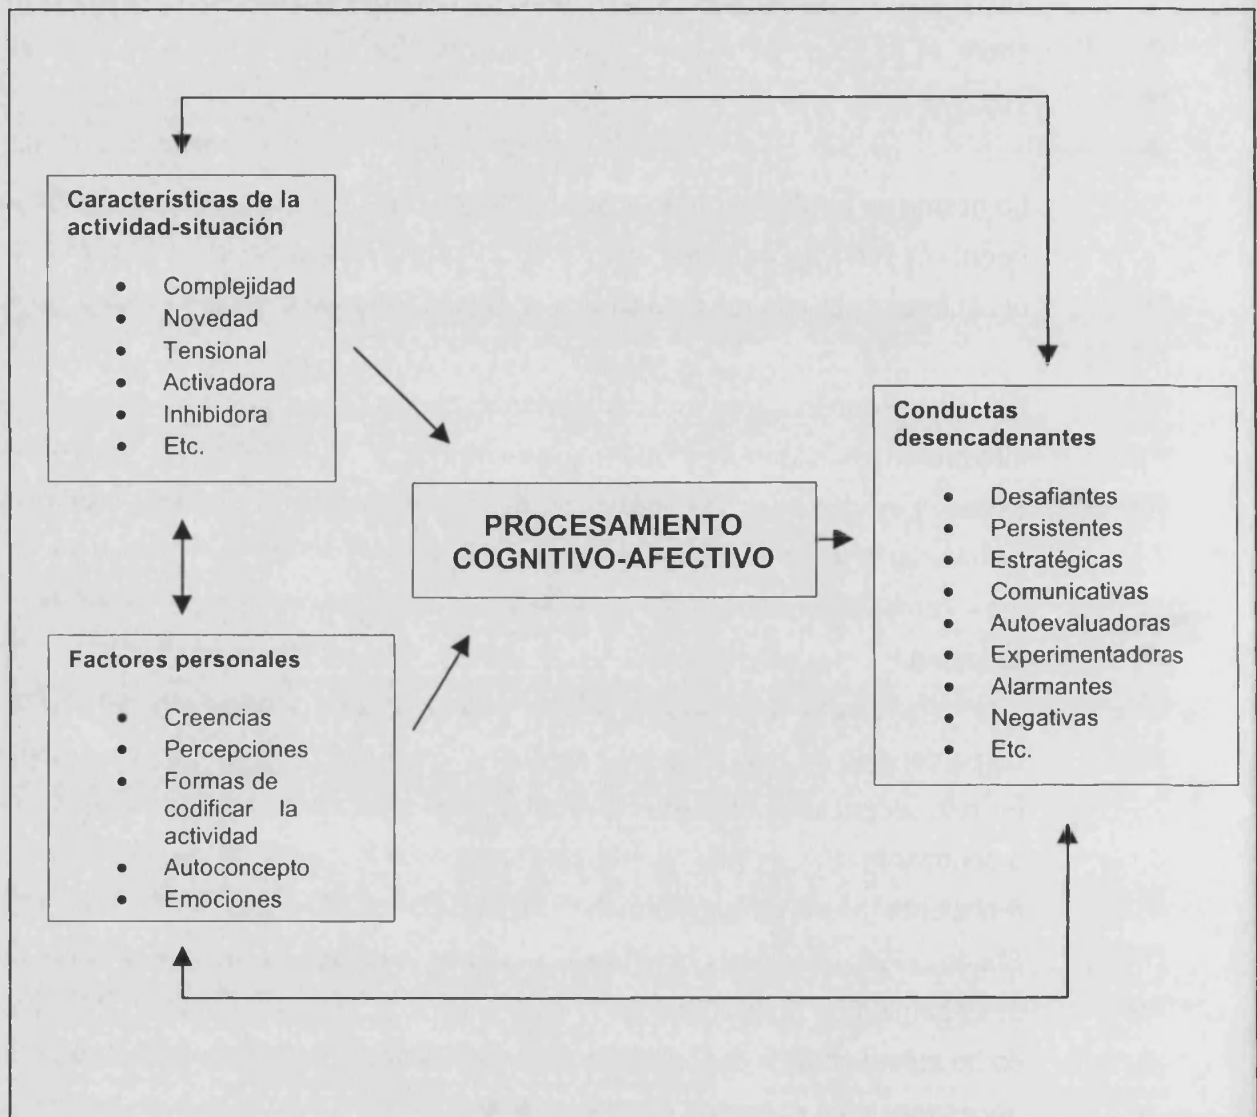 Características de la
actividad-situación
• Complejidad
• Novedad
• Tensional
• Activadora
• Inhibidora
• Etc.
Factores personales
• Creencias
• Percepciones
• Formas de
codificar la
actividad
• Autoconcepto
• Emociones
PROCESAMIENTO
COGNITIVO-AFECTIVO
Conductas
desencadenantes
• Desafiantes
• Persistentes
• Estratégicas
• Comunicativas
• Autoevaluadoras
• Experimentadoras
• Alarmantes
• Negativas
• Etc.